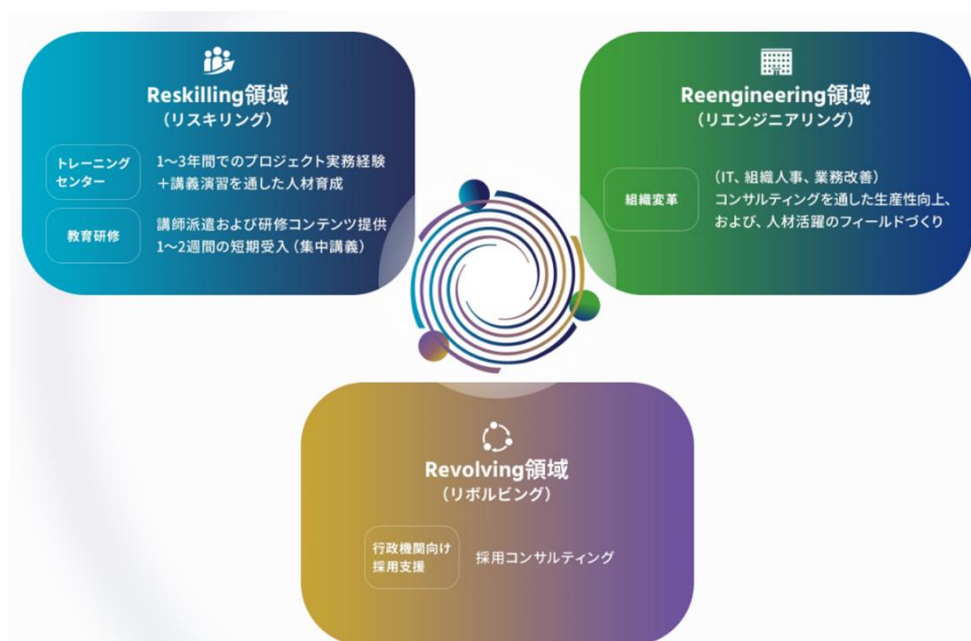 Reskilling領域
（リスキリング）
トレーニング
センター
1〜3年間でのプロジェクト実務経験
＋講義演習を通した人材育成
教育研修
講師派遣および研修コンテンツ提供
1〜2週間の短期受入（集中講義）
Reengineering領域
（リエンジニアリング）
組織変革
（IT、組織人事、業務改善）
コンサルティングを通した生産性向上、
および、人材活躍のフィールドづくり
Revolving領域
（リボルビング）
行政機関向け
採用支援
採用コンサルティング